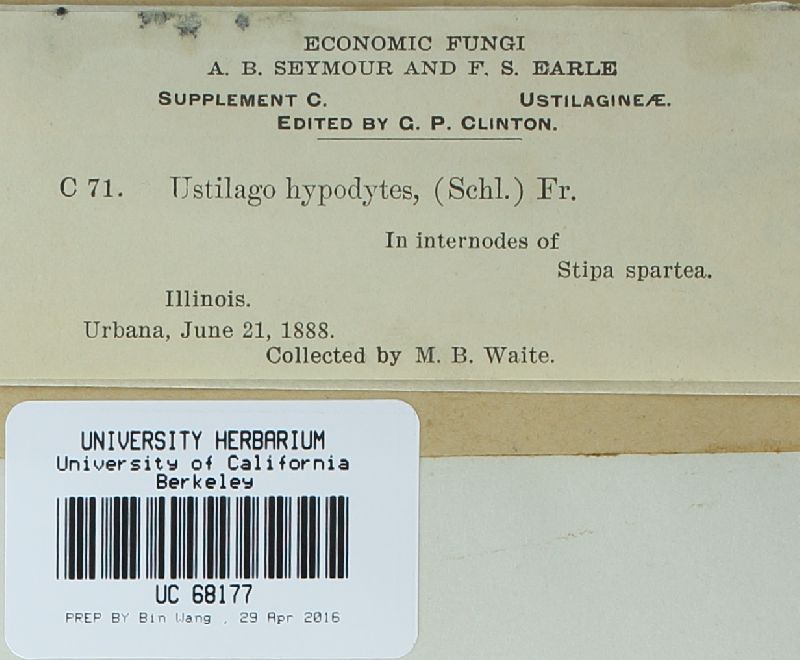 ECONOMIC FUNGI
A. B. SEYMOUR AND F. S. EARLE
SUPPLEMENT C. USTILAGINEÆ.
EDITED BY G. P. CLINTON.
C 71. Ustilago hypodytes, (Schl.) Fr.
In internodes of
Stipa spartea.
Illinois.
Urbana, June 21, 1888.
Collected by M. B. Waite.
UNIVERSITY HERBARIUM
University of California
Berkeley
UC 68177
PREP BY Bin Wang , 29 Apr 2016